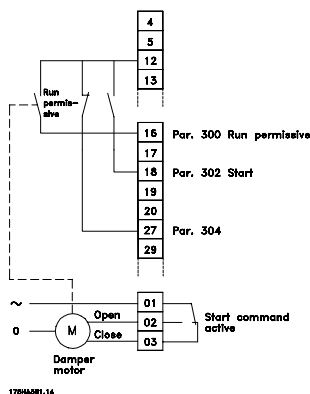 4
5
12
13
Run
permis-
sive
16 Par. 300 Run permissive
17
18 Par. 302 Start
19
20
27 Par. 304
29
~ 01
Open 02 Start command
active
0 M
Close 03
Damper
motor
175HA5B1.14